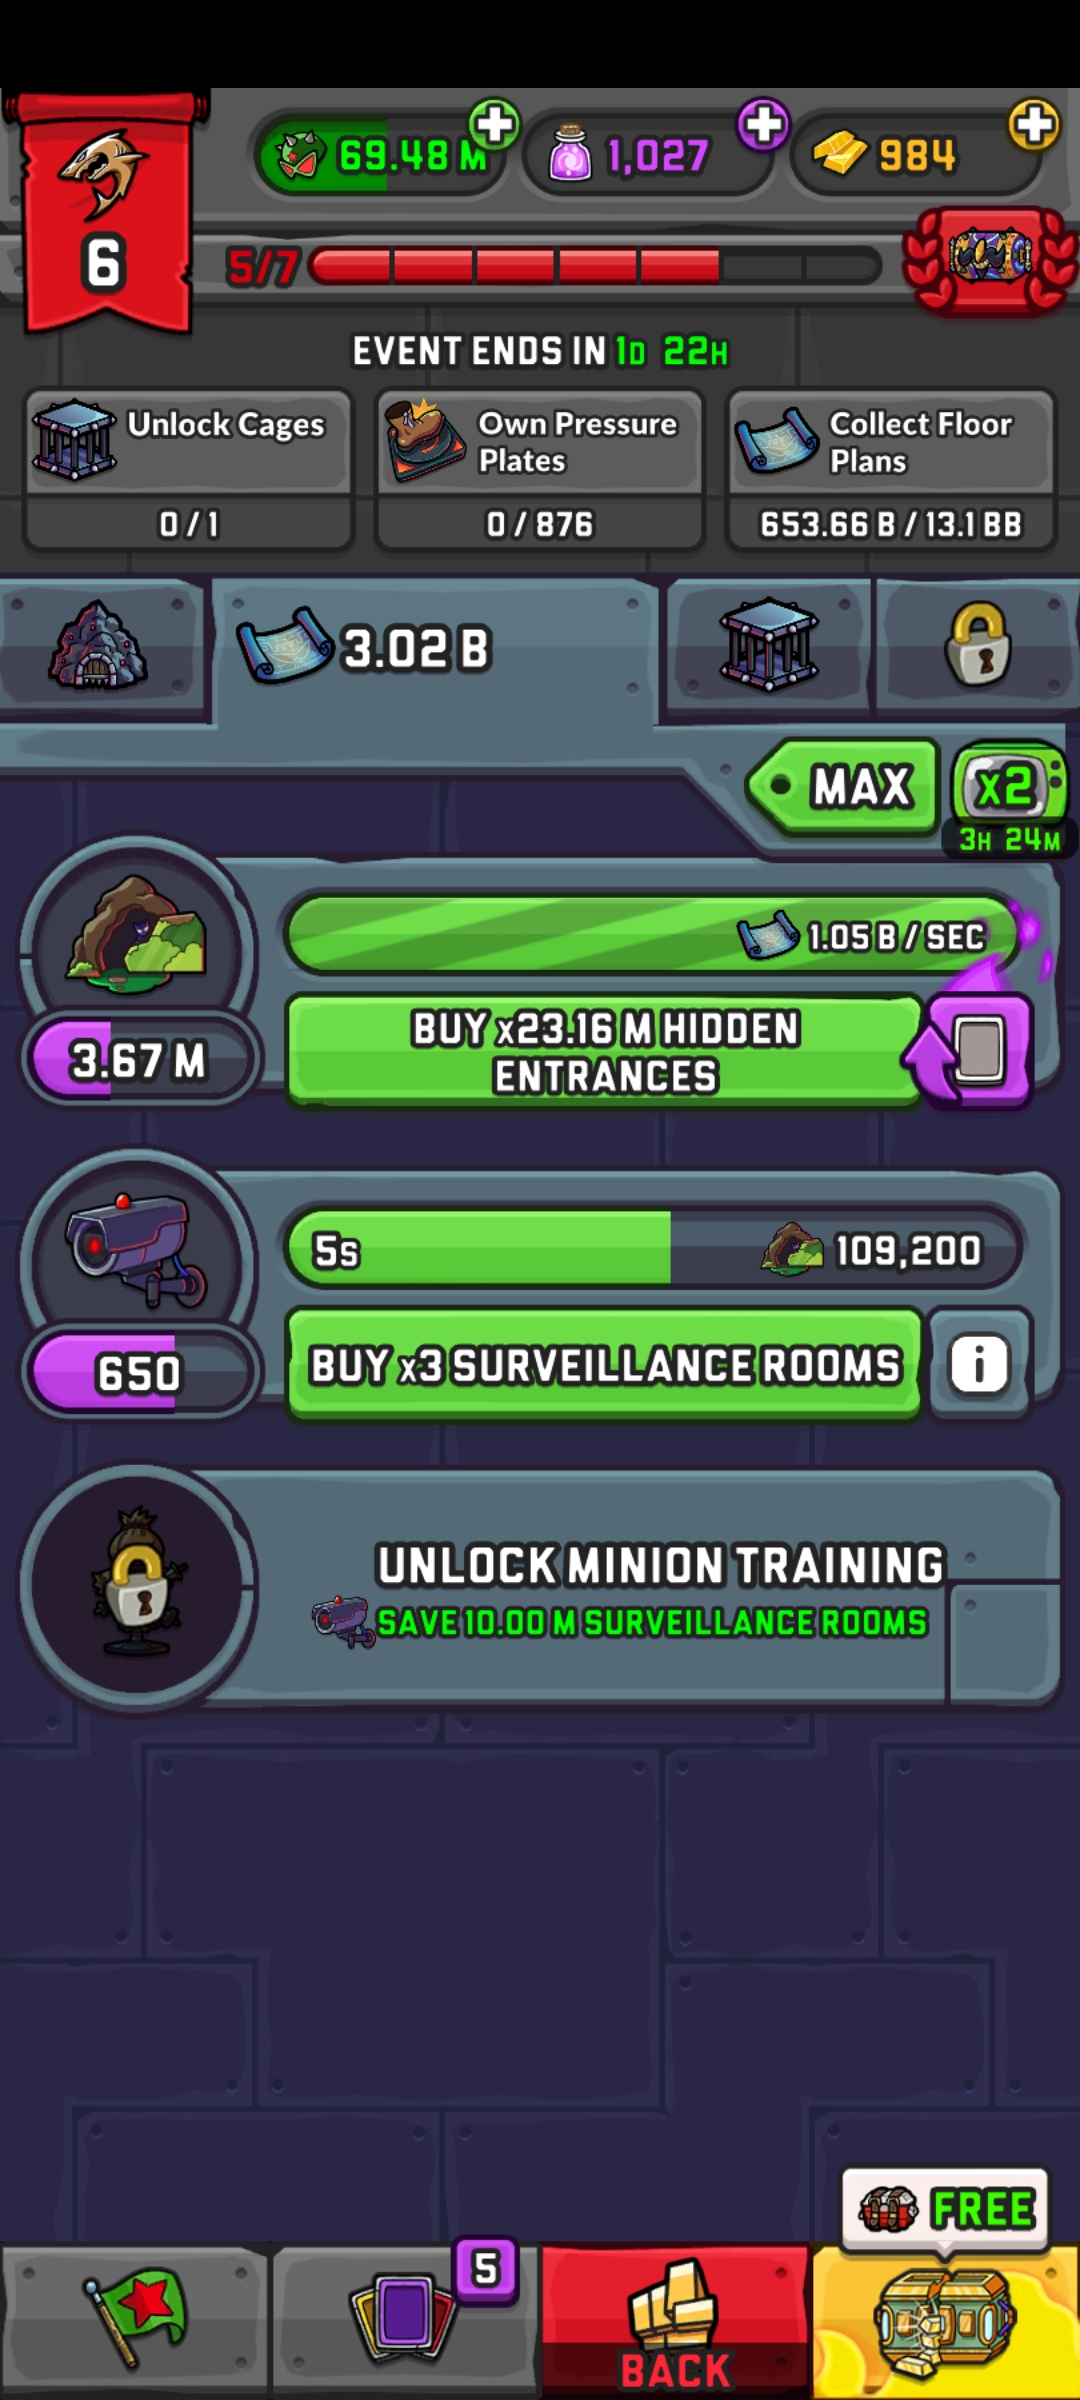 69.48 M
1,027
984
6
5/7
EVENT ENDS IN 1D 22H
Unlock Cages
0 / 1
Own Pressure
Plates
0 / 876
Collect Floor
Plans
653.66 B / 13.1 BB
3.02 B
MAX
x2
3H 24M
1.05 B / SEC
3.67 M
BUY x23.16 M HIDDEN
ENTRANCES
5s
109,200
650
BUY x3 SURVEILLANCE ROOMS
i
UNLOCK MINION TRAINING
SAVE 10.00 M SURVEILLANCE ROOMS
FREE
5
BACK